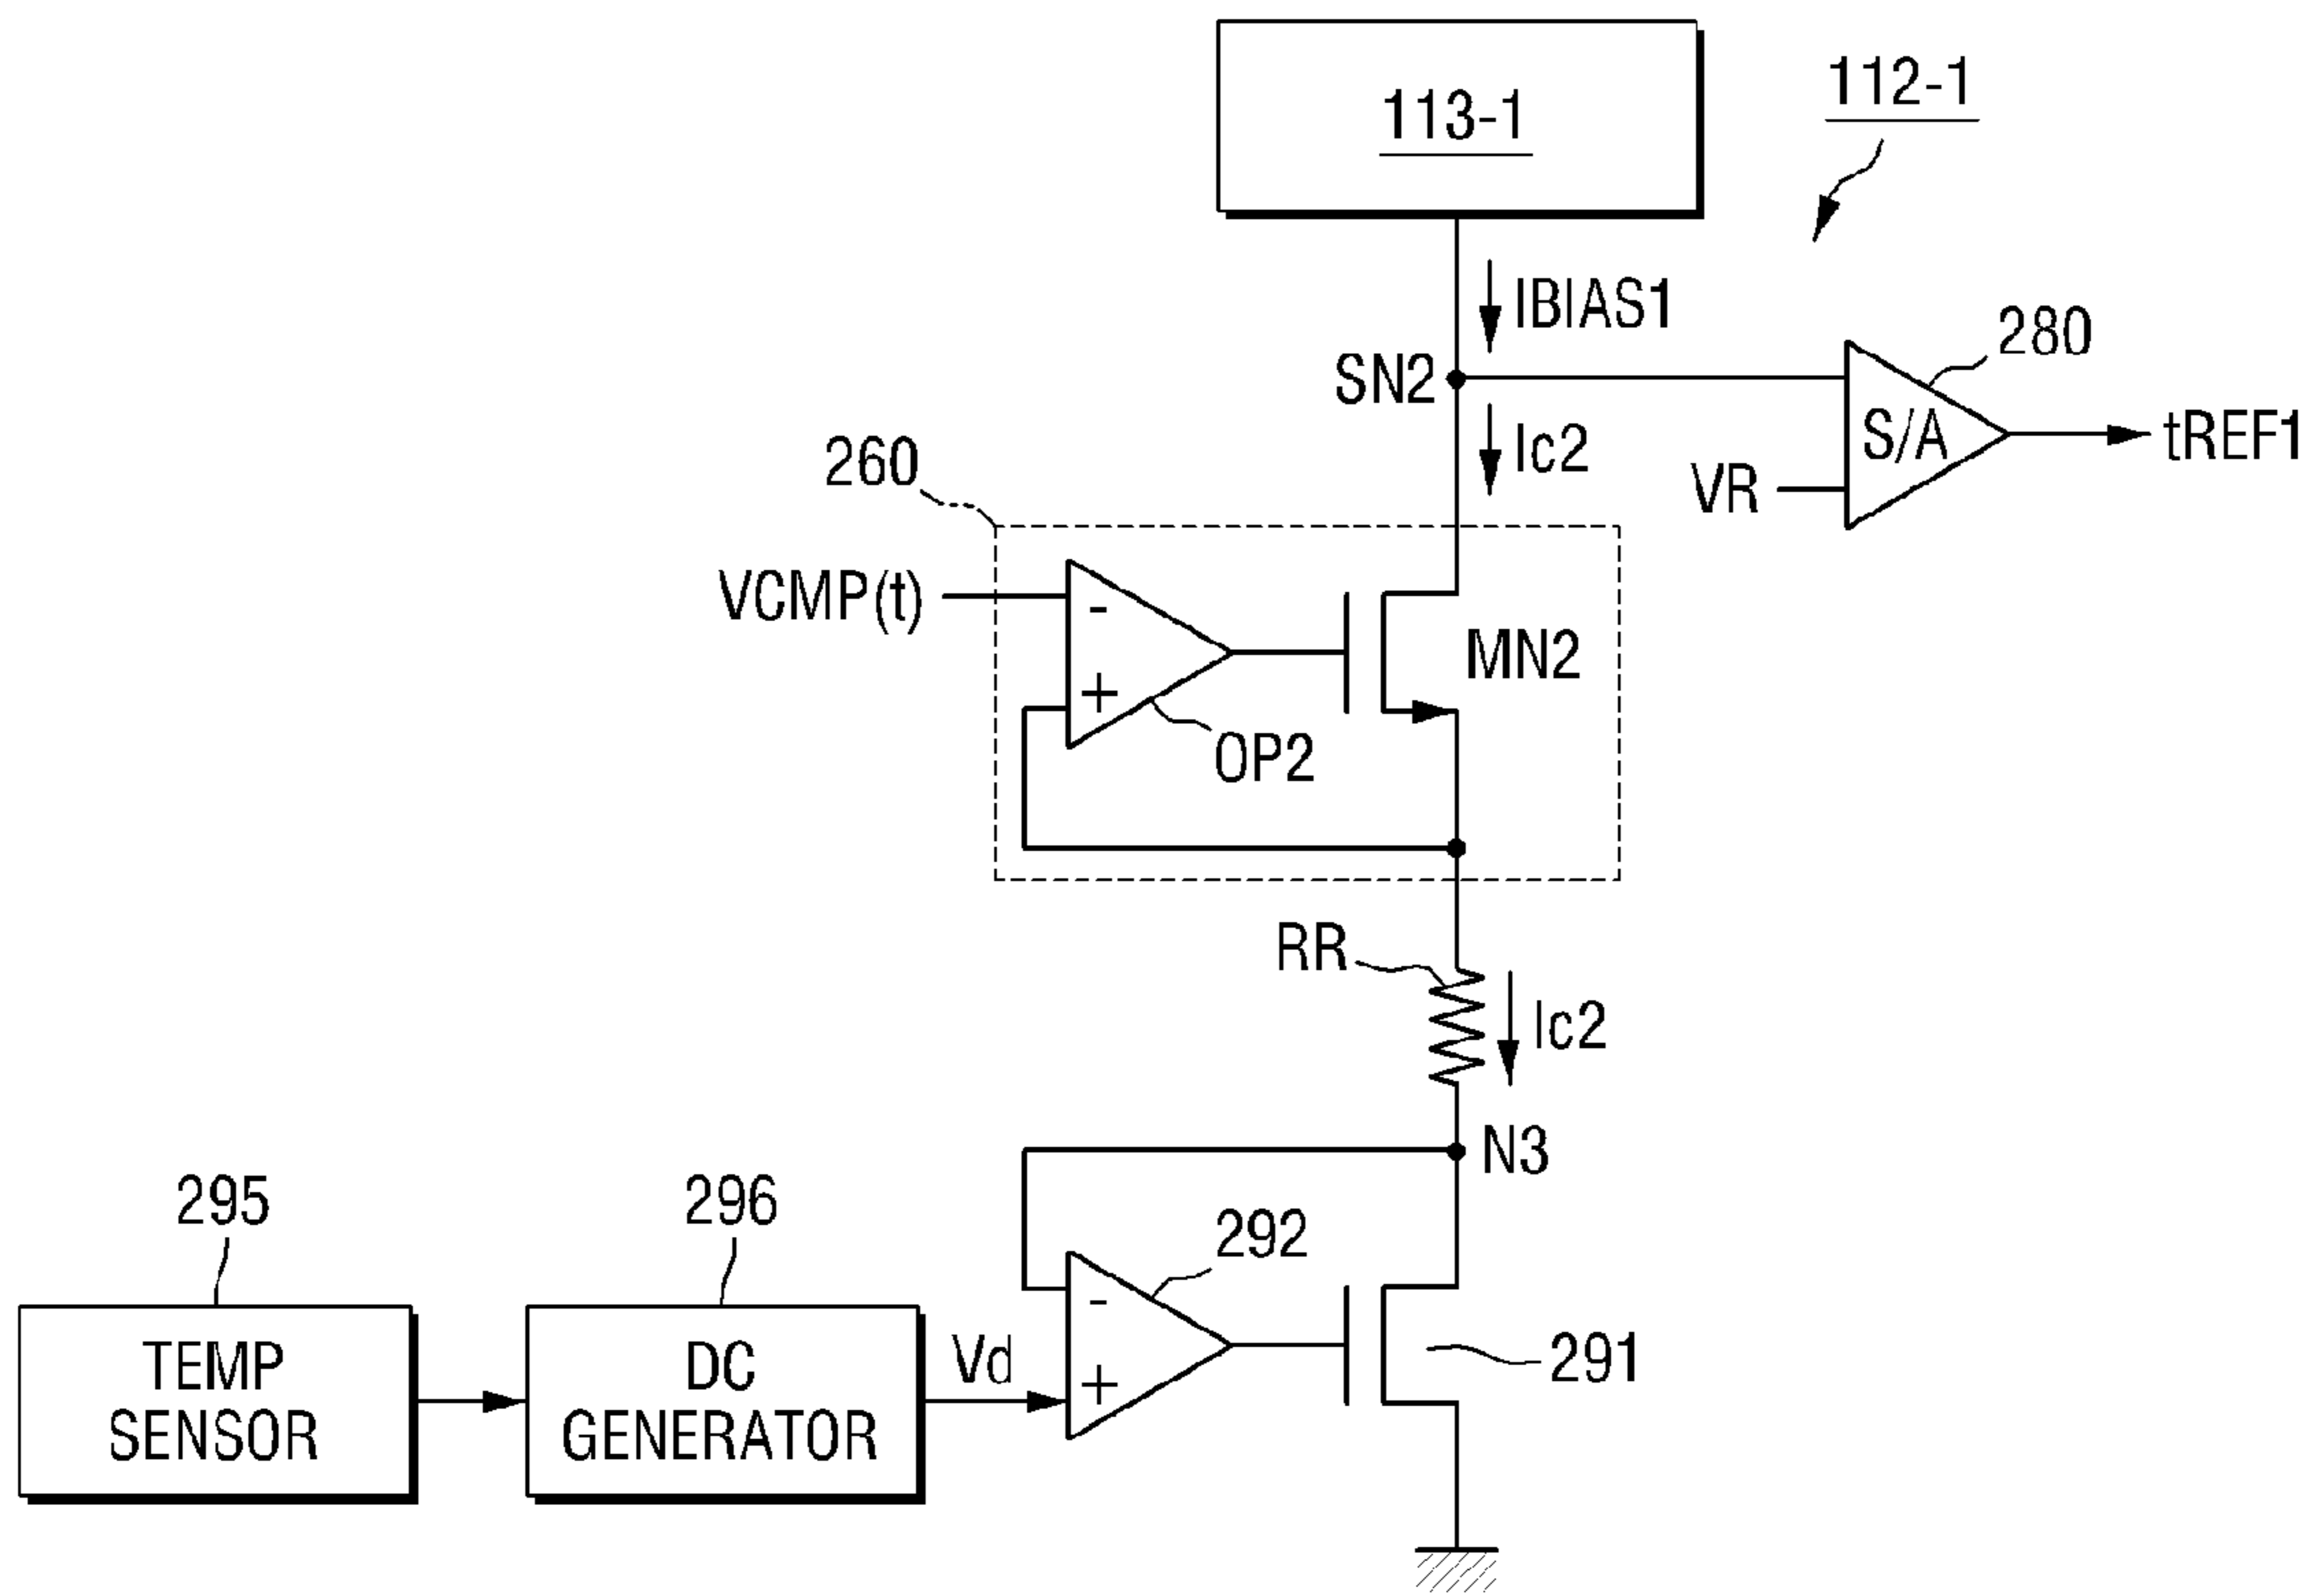 113-1
112-1
IBIAS1
SN2
280
S/A
tREF1
Ic2
VR
260
VCMP(t)
-
+
MN2
OP2
RR
Ic2
N3
295
296
292
TEMP
SENSOR
DC
GENERATOR
Vd
-
+
291